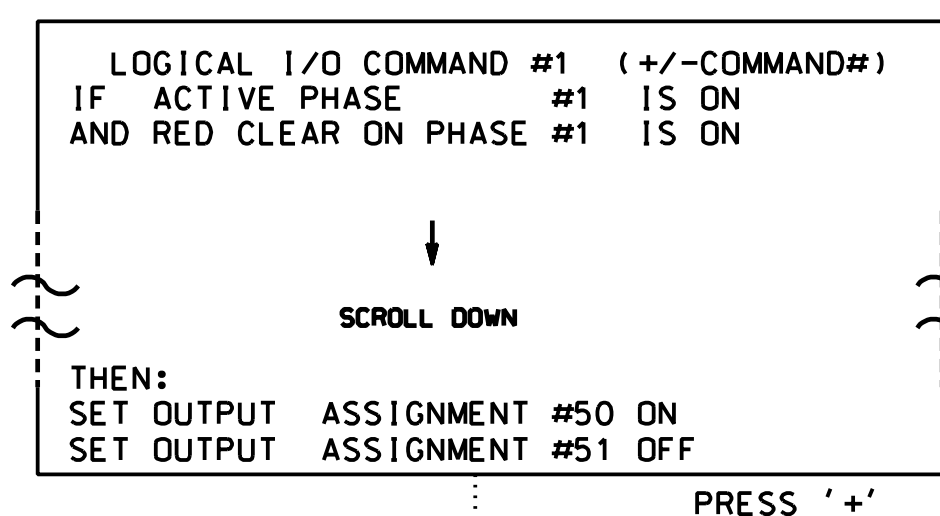 LOGICAL I/O COMMAND #1 (+/-COMMAND#)
IF ACTIVE PHASE #1 IS ON
AND RED CLEAR ON PHASE #1 IS ON
SCROLL DOWN
THEN:
SET OUTPUT ASSIGNMENT #50 ON
SET OUTPUT ASSIGNMENT #51 OFF
PRESS '+'